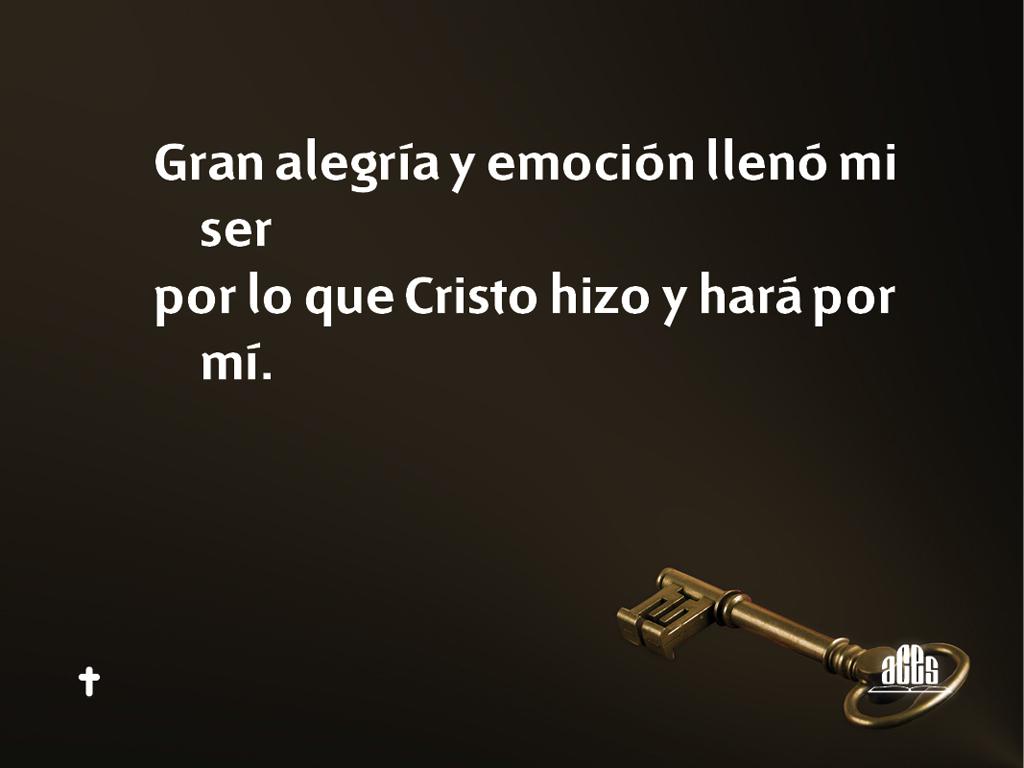 Gran alegría y emoción llenó mi
ser
por lo que Cristo hizo y hará por
mí.
aces